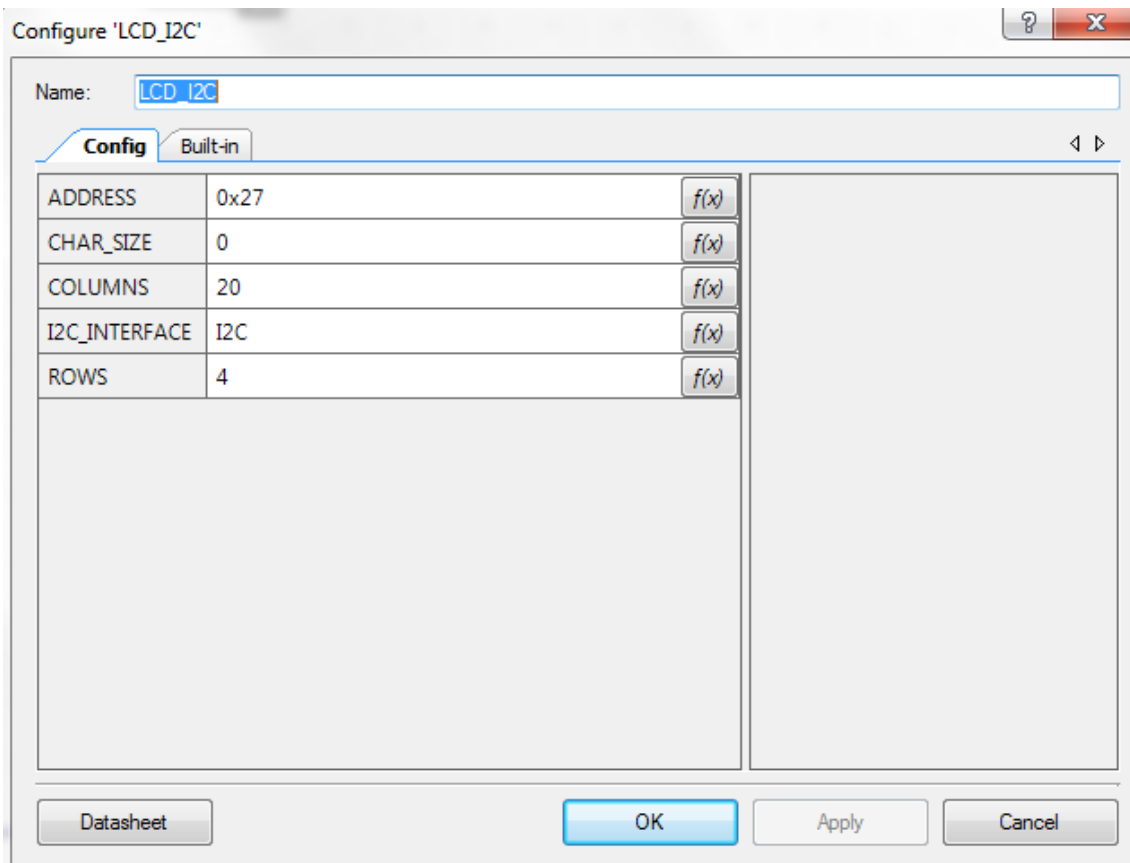 Configure 'LCD_I2C'
Name: LCD_I2C
Config Built-in
ADDRESS 0x27 f(x)
CHAR_SIZE 0 f(x)
COLUMNS 20 f(x)
I2C_INTERFACE I2C f(x)
ROWS 4 f(x)
Datasheet OK Apply Cancel